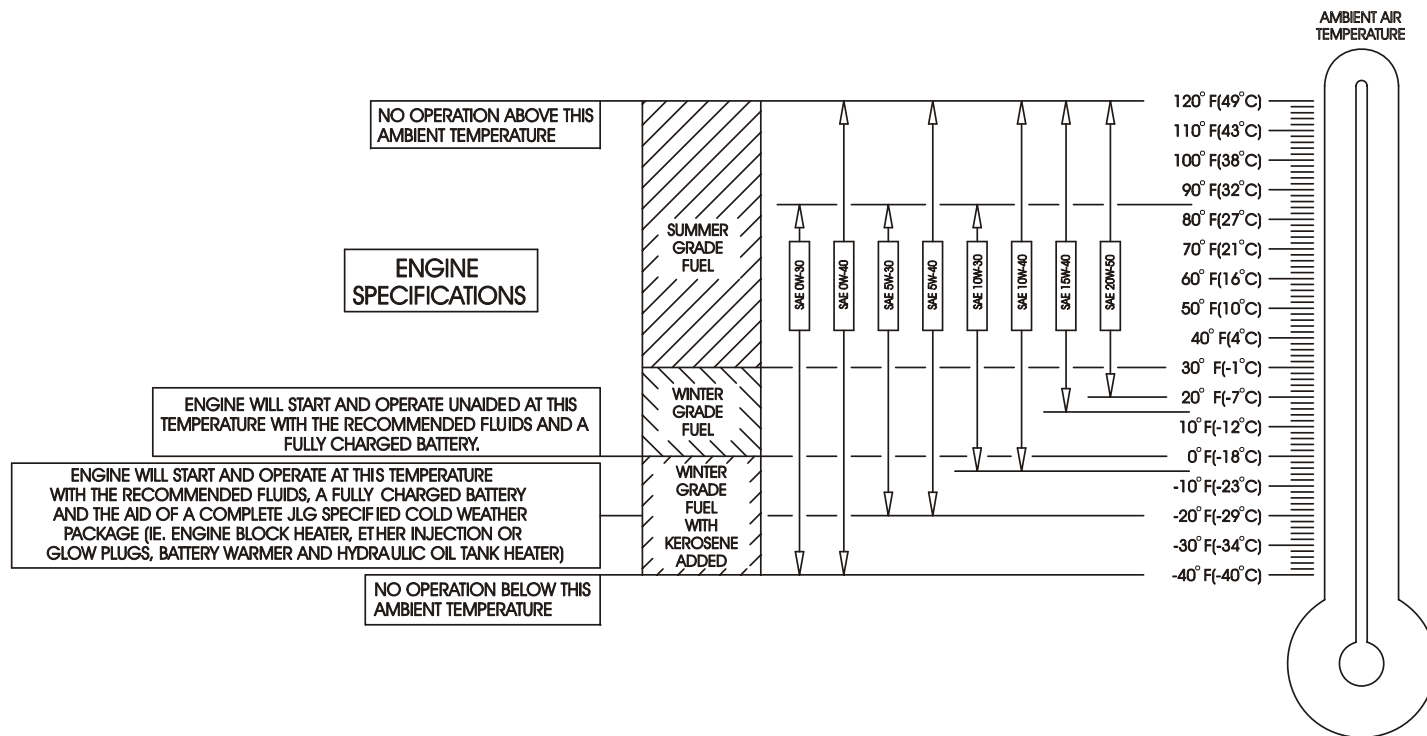 AMBIENT AIR
TEMPERATURE
NO OPERATION ABOVE THIS
AMBIENT TEMPERATURE
ENGINE
SPECIFICATIONS
ENGINE WILL START AND OPERATE UNAIDED AT THIS
TEMPERATURE WITH THE RECOMMENDED FLUIDS AND A
FULLY CHARGED BATTERY.
ENGINE WILL START AND OPERATE AT THIS TEMPERATURE
WITH THE RECOMMENDED FLUIDS, A FULLY CHARGED BATTERY
AND THE AID OF A COMPLETE JLG SPECIFIED COLD WEATHER
PACKAGE (IE. ENGINE BLOCK HEATER, ETHER INJECTION OR
GLOW PLUGS, BATTERY WARMER AND HYDRAULIC OIL TANK HEATER)
NO OPERATION BELOW THIS
AMBIENT TEMPERATURE
SUMMER
GRADE
FUEL
WINTER
GRADE
FUEL
WINTER
GRADE
FUEL
WITH
KEROSENE
ADDED
SAE 0W-30
SAE 0W-40
SAE 5W-30
SAE 5W-40
SAE 10W-30
SAE 10W-40
SAE 15W-40
SAE 20W-50
120° F(49°C)
110° F(43°C)
100° F(38°C)
90° F(32°C)
80° F(27°C)
70° F(21°C)
60° F(16°C)
50° F(10°C)
40° F(4°C)
30° F(-1°C)
20° F(-7°C)
10° F(-12°C)
0° F(-18°C)
-10° F(-23°C)
-20° F(-29°C)
-30° F(-34°C)
-40° F(-40°C)